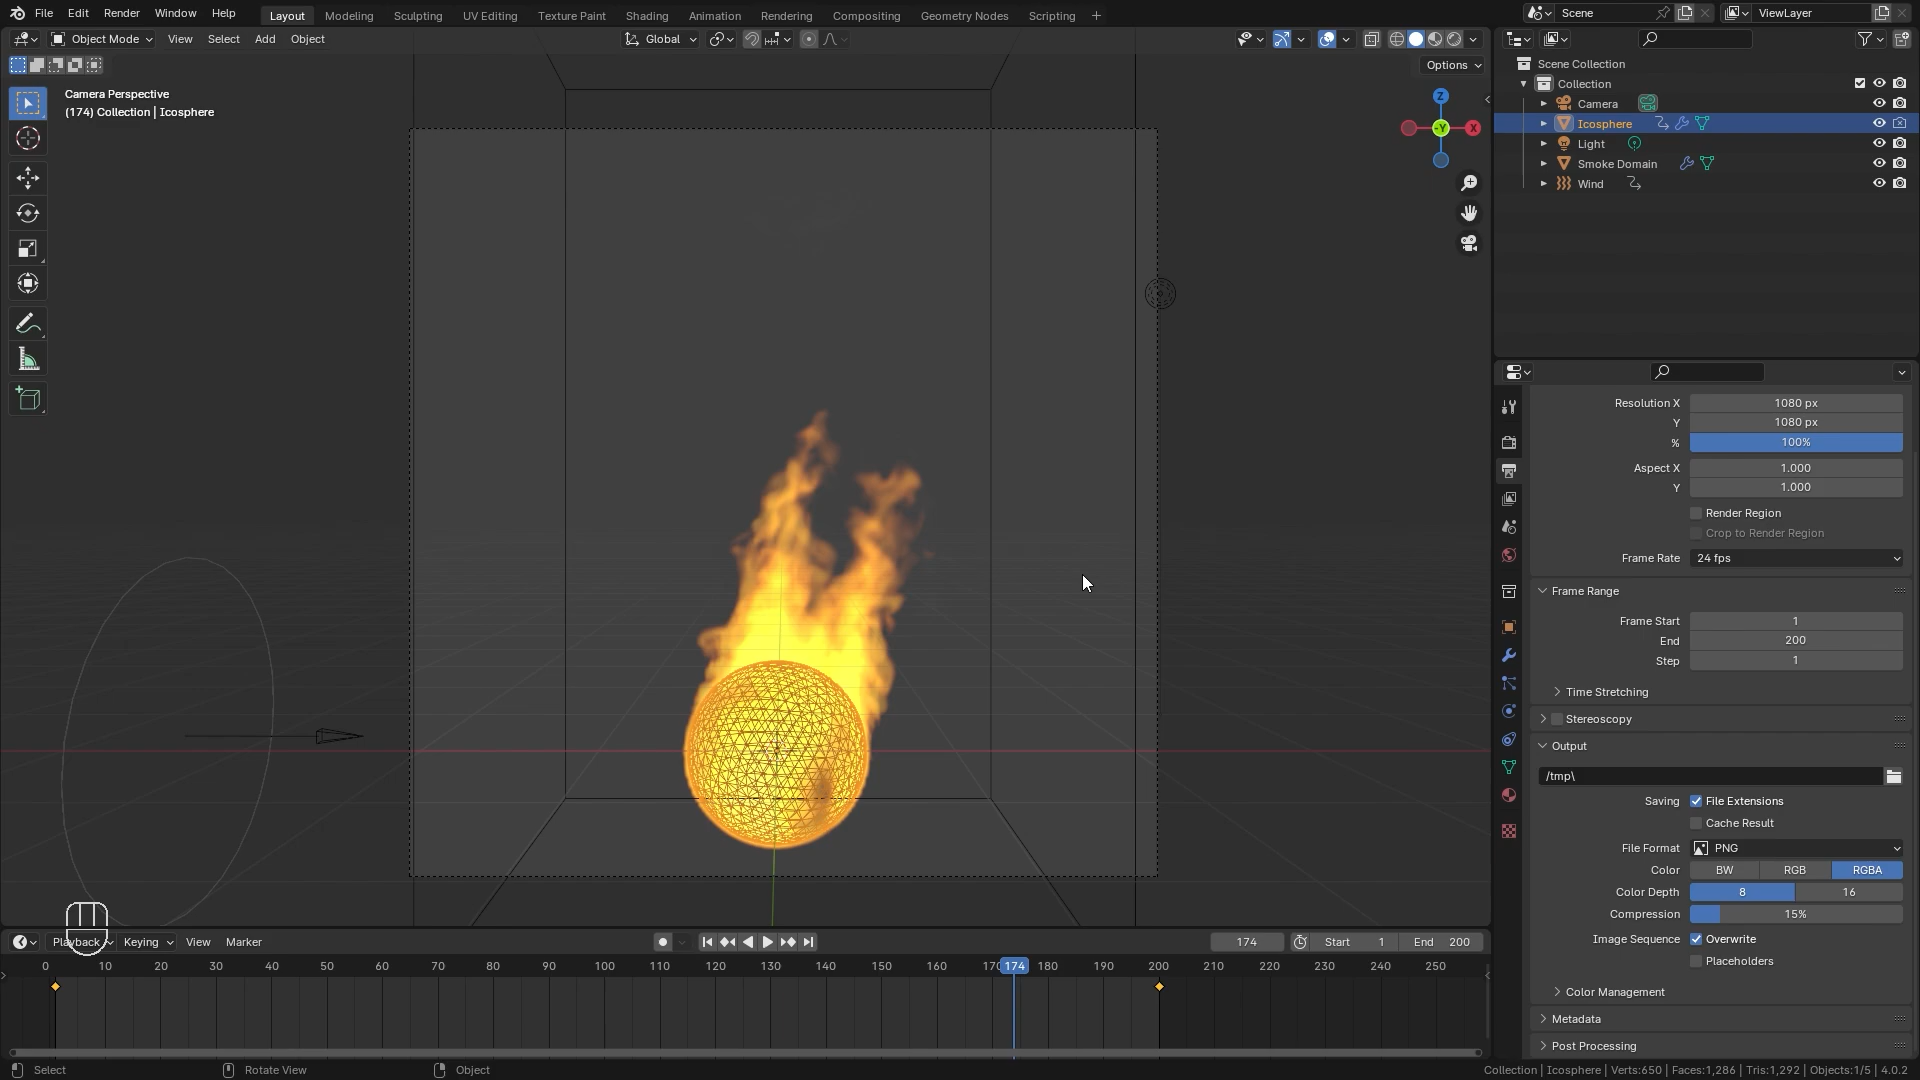 File Edit Render Window Help Layout Modeling Sculpting UV Editing Texture Paint Shading Animation Rendering Compositing Geometry Nodes Scripting + Scene ViewLayer
Object Mode View Select Add Object Global
Options
Camera Perspective
(174) Collection | Icosphere
Z
-Y
X
Scene Collection
Collection
Camera
Icosphere
Light
Smoke Domain
Wind
Resolution X 1080 px
Y 1080 px
% 100%
Aspect X 1.000
Y 1.000
Render Region
Crop to Render Region
Frame Rate 24 fps
Frame Range
Frame Start 1
End 200
Step 1
Time Stretching
Stereoscopy
Output
/tmp\
Saving File Extensions
Cache Result
File Format PNG
Color BW RGB RGBA
Color Depth 8 16
Compression 15%
Image Sequence Overwrite
Placeholders
Color Management
Metadata
Post Processing
Playback Keying View Marker 174 Start 1 End 200
0 10 20 30 40 50 60 70 80 90 100 110 120 130 140 150 160 170 174 180 190 200 210 220 230 240 250
Select Rotate View Object Collection | Icosphere | Verts:650 | Faces:1,286 | Tris:1,292 | Objects:1/5 | 4.0.2